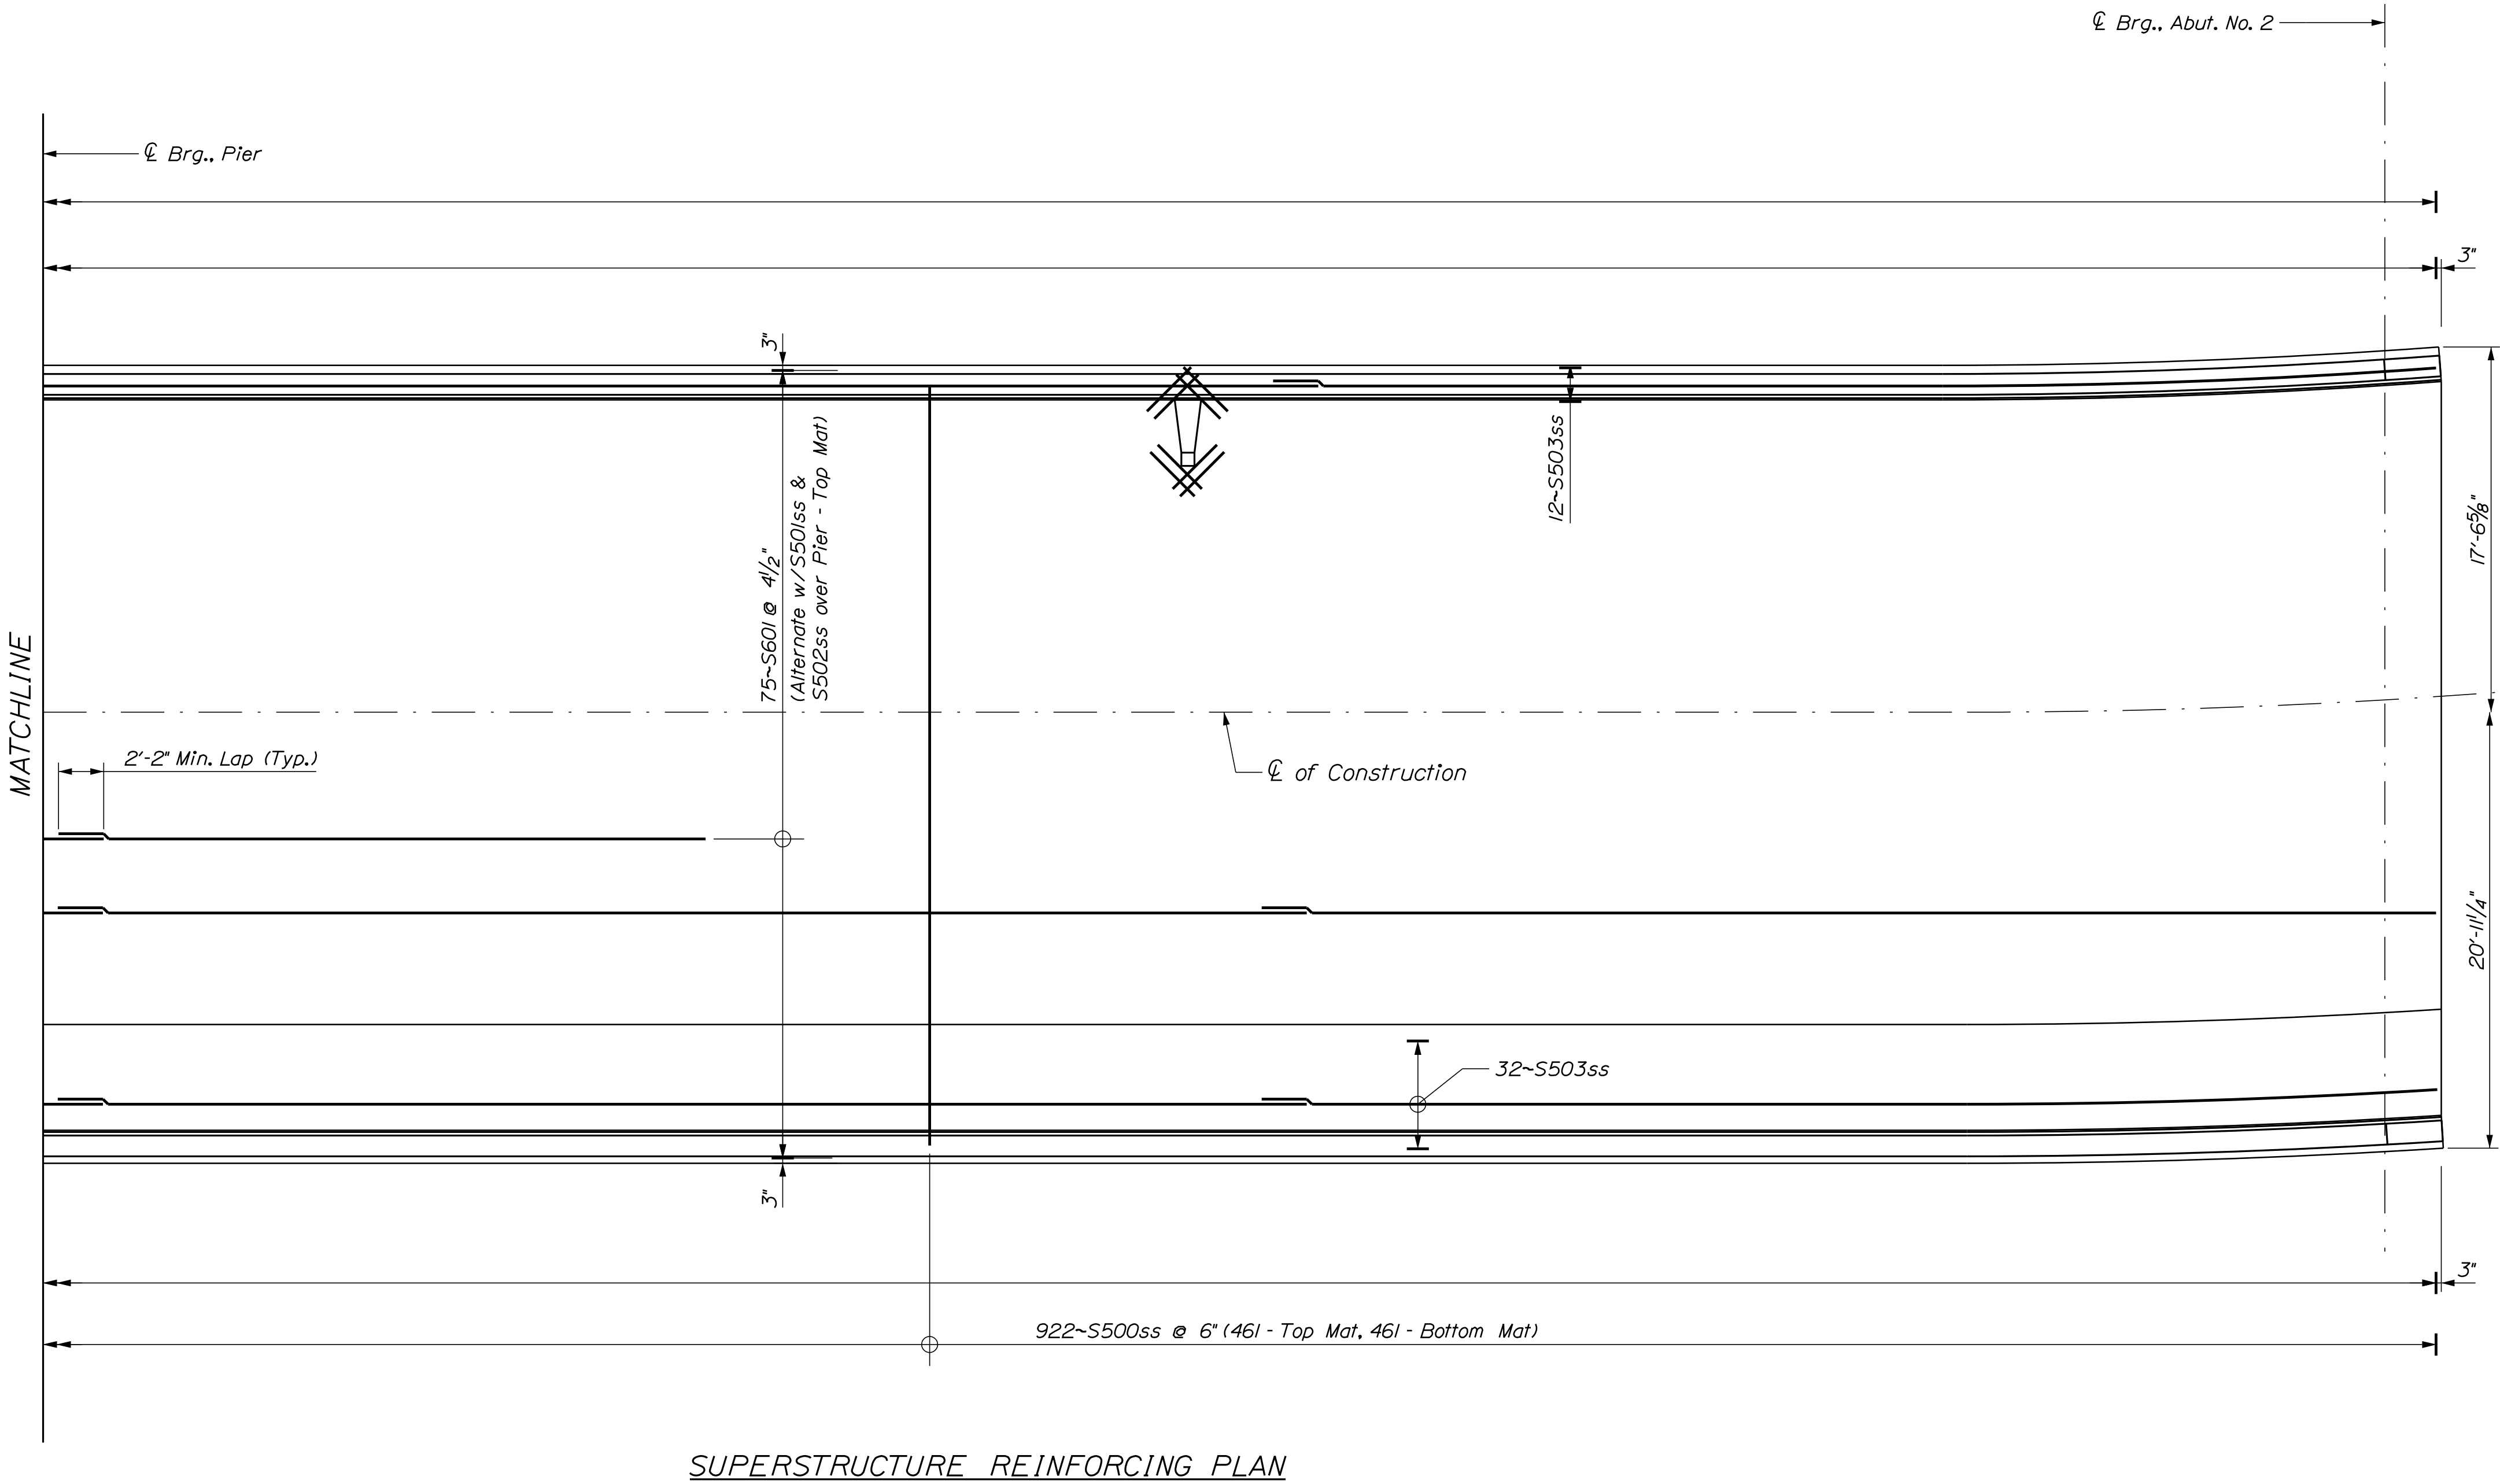 ℄ Brg., Abut. No. 2
℄ Brg., Pier
3"
3"
12~S503ss
75~S601 @ 4½"
(Alternate w/S501ss &
S502ss over Pier - Top Mat)
17'-6⅝"
MATCHLINE
2'-2" Min. Lap (Typ.)
℄ of Construction
20'-11¼"
32~S503ss
3"
3"
922~S500ss @ 6" (461 - Top Mat, 461 - Bottom Mat)
SUPERSTRUCTURE REINFORCING PLAN